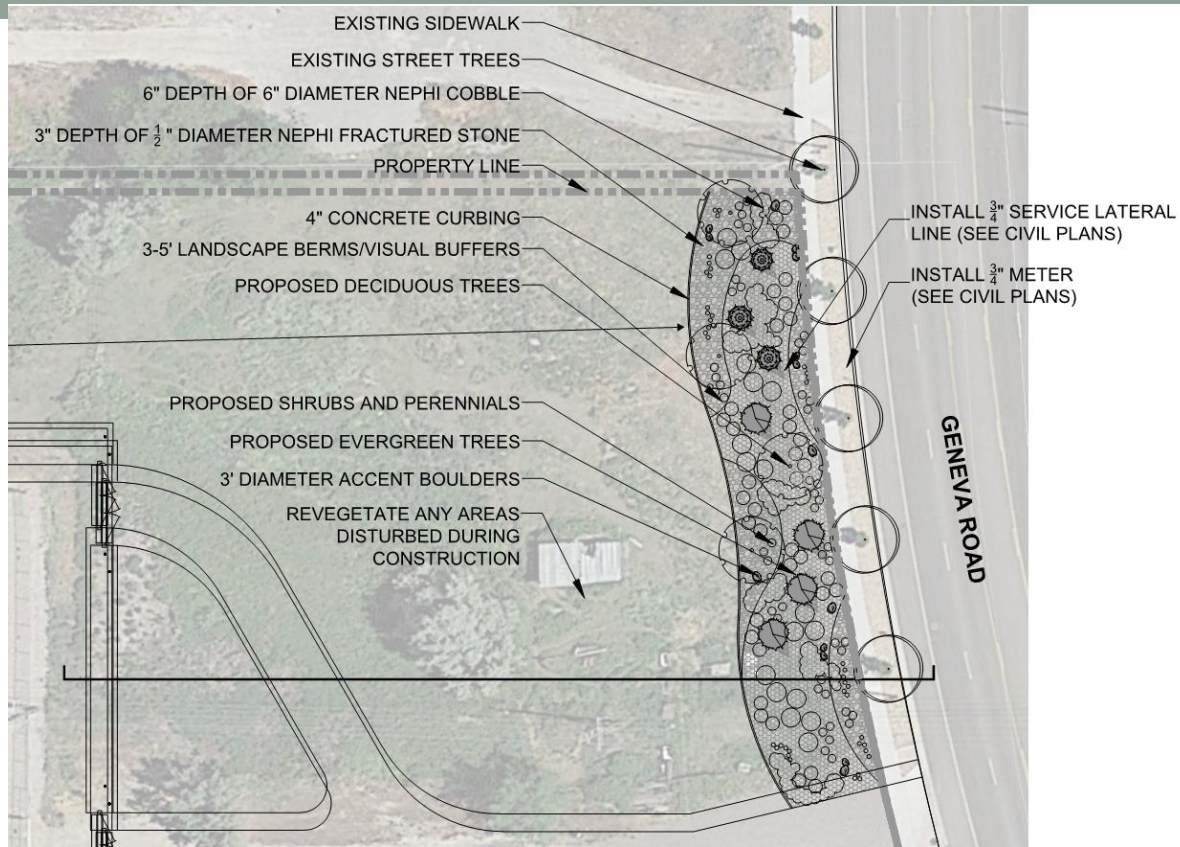 EXISTING SIDEWALK
EXISTING STREET TREES
6" DEPTH OF 6" DIAMETER NEPHI COBBLE
3" DEPTH OF 1/2" DIAMETER NEPHI FRACTURED STONE
PROPERTY LINE
4" CONCRETE CURBING
3-5' LANDSCAPE BERMS/VISUAL BUFFERS
PROPOSED DECIDUOUS TREES
PROPOSED SHRUBS AND PERENNIALS
PROPOSED EVERGREEN TREES
3' DIAMETER ACCENT BOULDERS
REVEGETATE ANY AREAS
DISTURBED DURING
CONSTRUCTION
INSTALL 3/4" SERVICE LATERAL
LINE (SEE CIVIL PLANS)
INSTALL 3/4" METER
(SEE CIVIL PLANS)
GENEVA ROAD